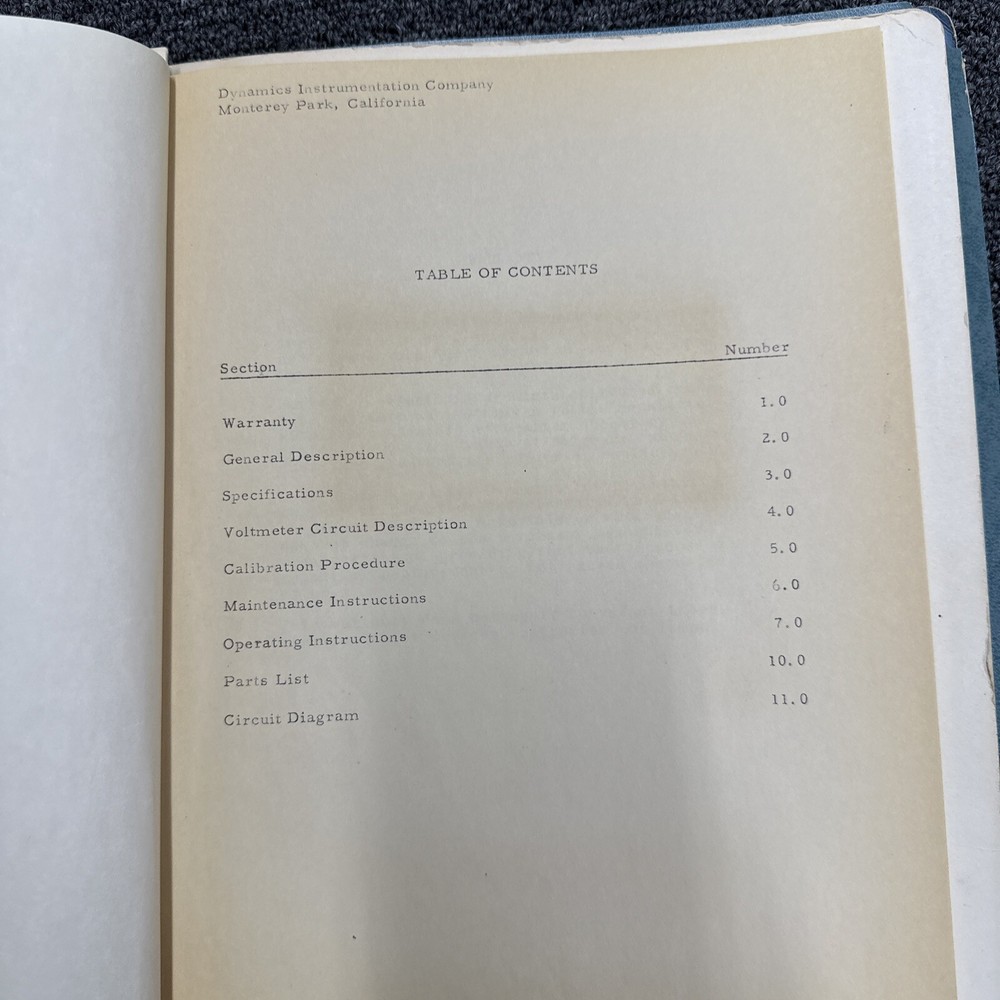 Dynamics Instrumentation Company
Monterey Park, California
TABLE OF CONTENTS
Section Number
Warranty 1.0
General Description 2.0
Specifications 3.0
Voltmeter Circuit Description 4.0
Calibration Procedure 5.0
Maintenance Instructions 6.0
Operating Instructions 7.0
Parts List 10.0
Circuit Diagram 11.0